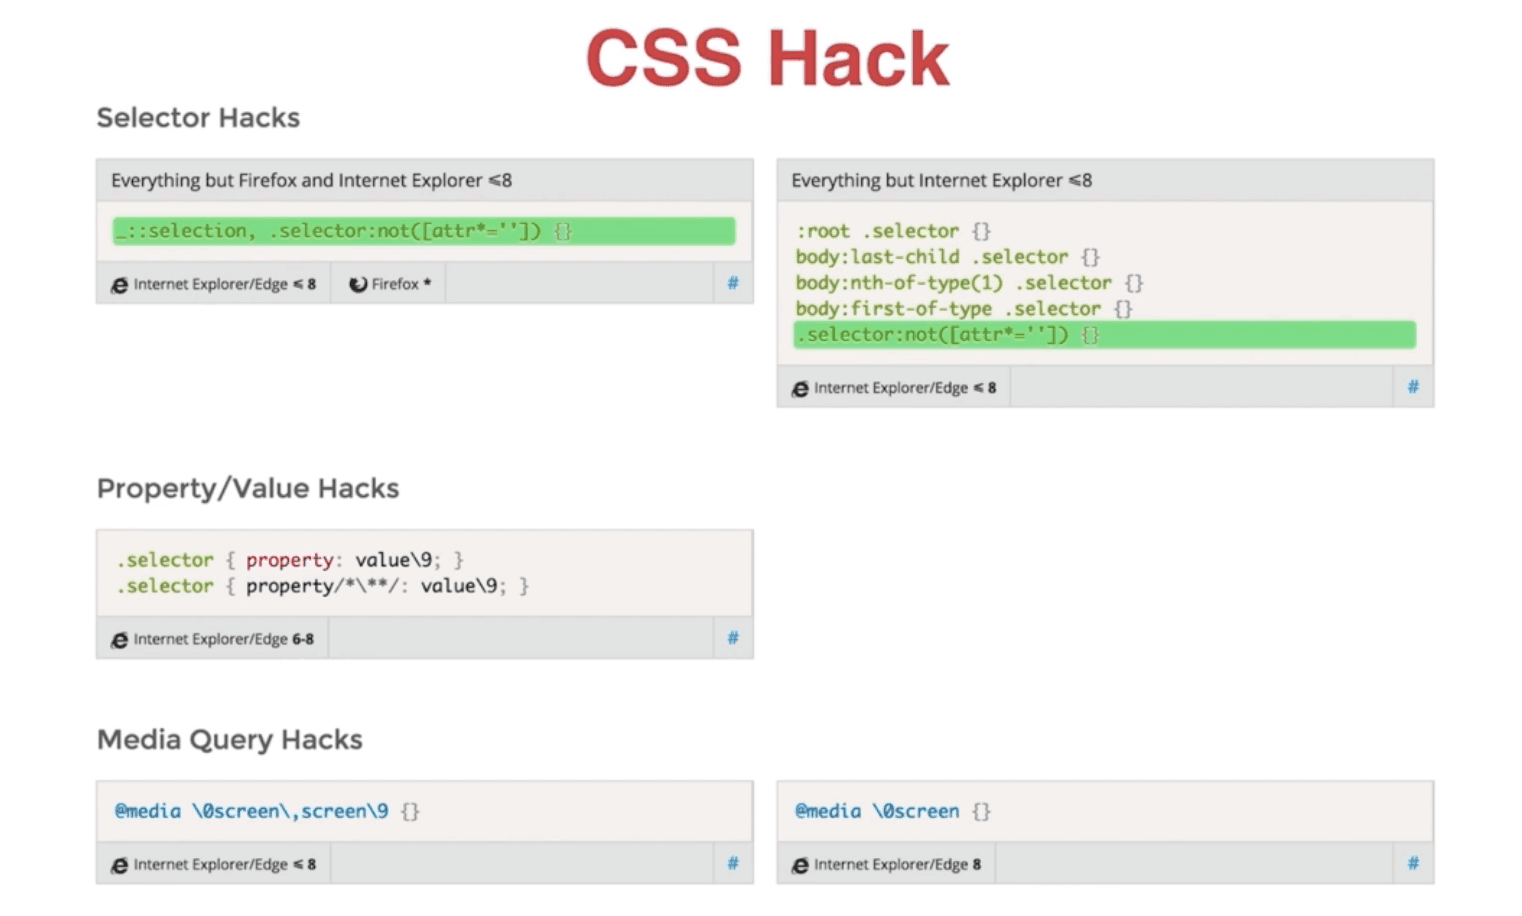 CSS Hack
Selector Hacks
Everything but Firefox and Internet Explorer ⩽8
_::selection, .selector:not([attr*='']) {}
Internet Explorer/Edge ⩽ 8
Firefox *
#
Everything but Internet Explorer ⩽8
:root .selector {}
body:last-child .selector {}
body:nth-of-type(1) .selector {}
body:first-of-type .selector {}
.selector:not([attr*='']) {}
Internet Explorer/Edge ⩽ 8
#
Property/Value Hacks
.selector { property: value\9; }
.selector { property/*\**/: value\9; }
Internet Explorer/Edge 6-8
#
Media Query Hacks
@media \0screen\,screen\9 {}
Internet Explorer/Edge ⩽ 8
#
@media \0screen {}
Internet Explorer/Edge 8
#